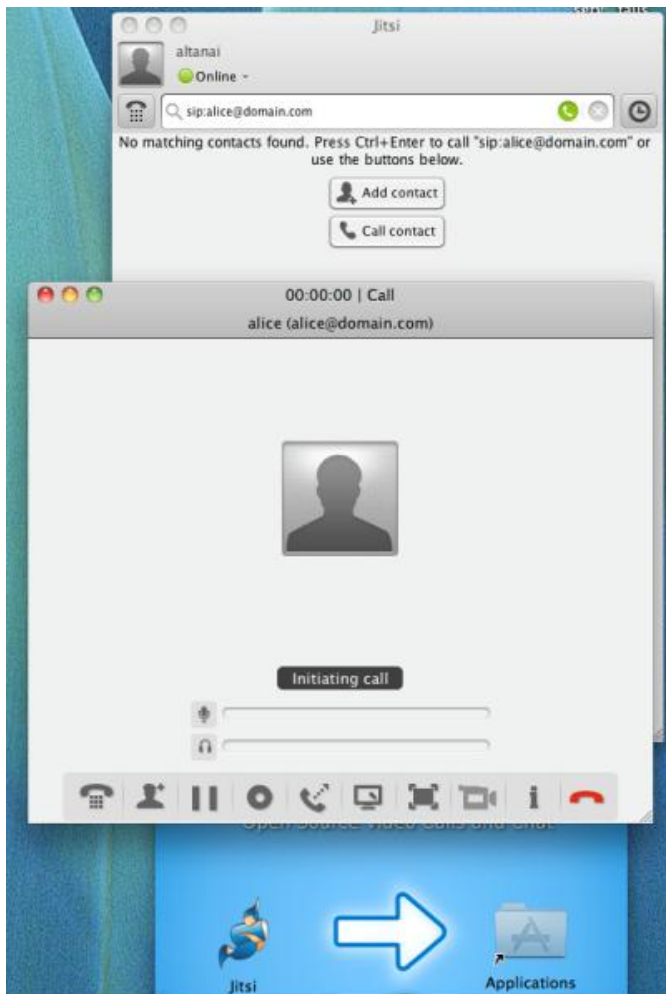 Jitsi
altanai
Online
sip:alice@domain.com
No matching contacts found. Press Ctrl+Enter to call "sip:alice@domain.com" or
use the buttons below.
Add contact
Call contact
00:00:00 | Call
alice (alice@domain.com)
Initiating call
Open Source Video Calls and Chat
Jitsi
Applications